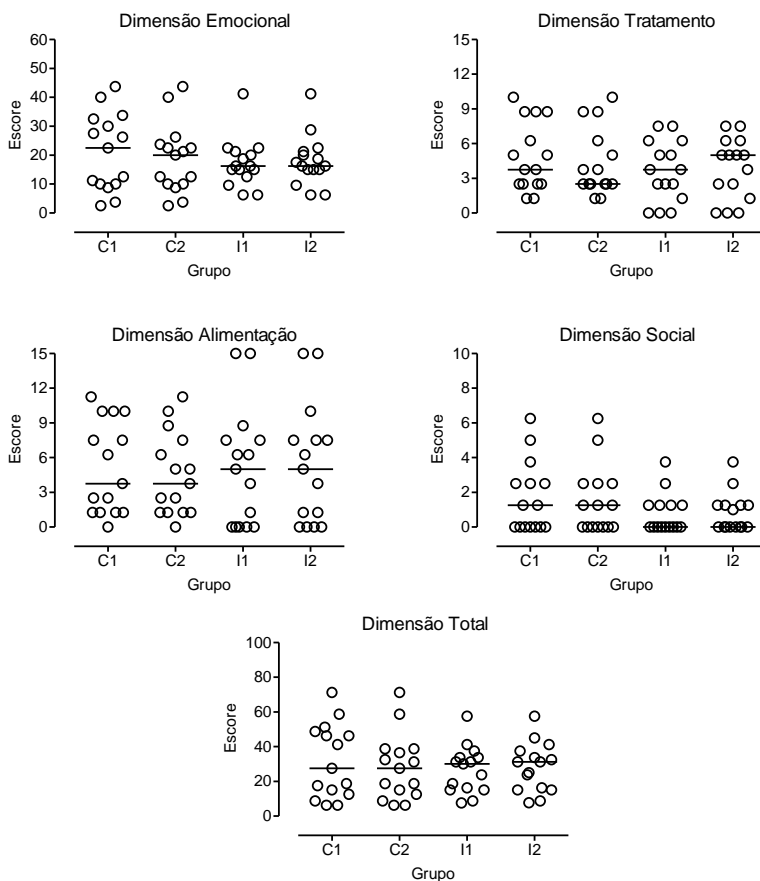 Dimensão Emocional
60
50
40
30
20
10
0
Escore
C1 C2 I1 I2
Grupo
Dimensão Tratamento
15
12
9
6
3
0
Escore
C1 C2 I1 I2
Grupo
Dimensão Alimentação
15
12
9
6
3
0
Escore
C1 C2 I1 I2
Grupo
Dimensão Social
10
8
6
4
2
0
Escore
C1 C2 I1 I2
Grupo
Dimensão Total
100
80
60
40
20
0
Escore
C1 C2 I1 I2
Grupo